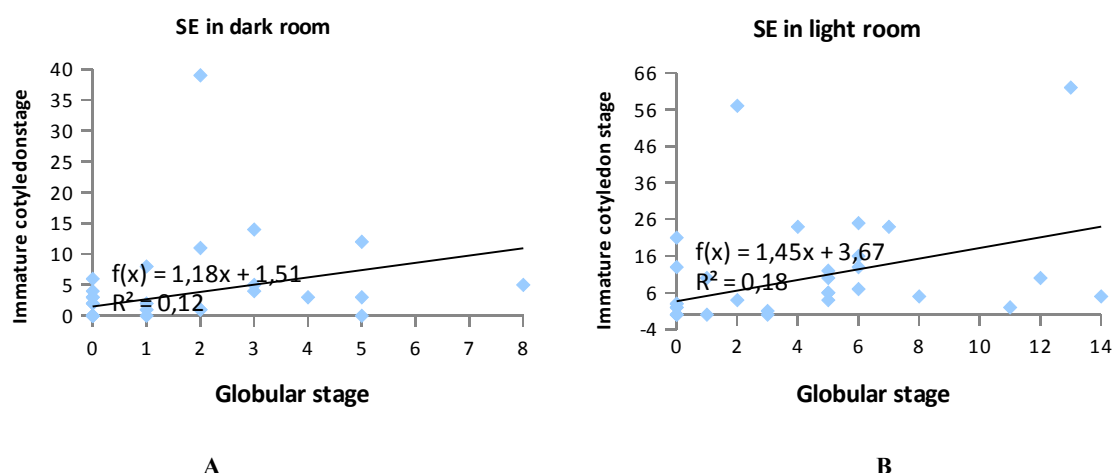 SE in dark room
Immature cotyledonstage
40
35
30
25
20
15
10
5
0
f(x) = 1,18x + 1,51
R² = 0,12
0 1 2 3 4 5 6 7 8
Globular stage
A
SE in light room
Immature cotyledon stage
66
56
46
36
26
16
6
-4
f(x) = 1,45x + 3,67
R² = 0,18
0 2 4 6 8 10 12 14
Globular stage
B